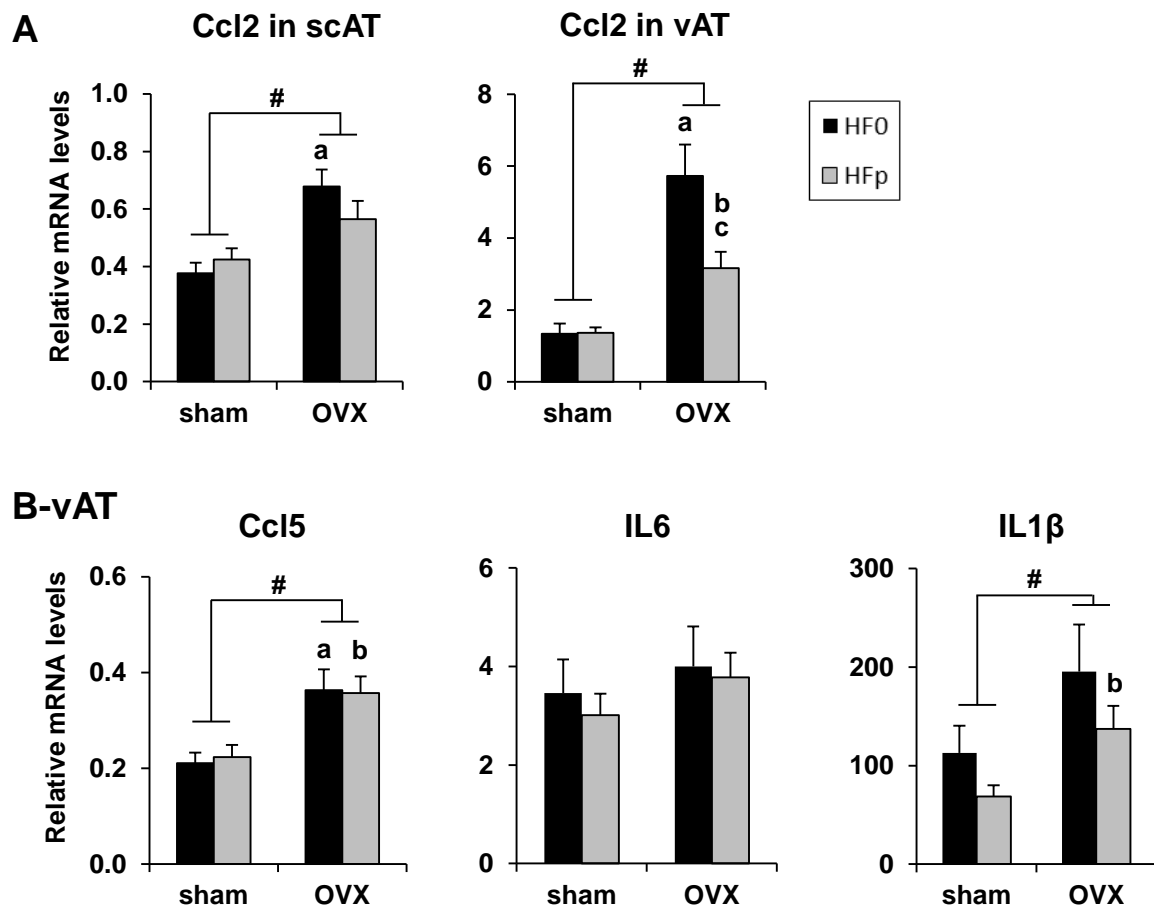 A
Ccl2 in scAT
Ccl2 in vAT
Relative mRNA levels
1.0
0.8
0.6
0.4
0.2
0.0
#
a
sham
OVX
8
6
4
2
0
#
a
b
c
sham
OVX
HF0
HFp
B-vAT
Ccl5
IL6
IL1β
Relative mRNA levels
0.6
0.4
0.2
0.0
#
a
b
sham
OVX
6
4
2
0
sham
OVX
300
200
100
0
#
b
sham
OVX